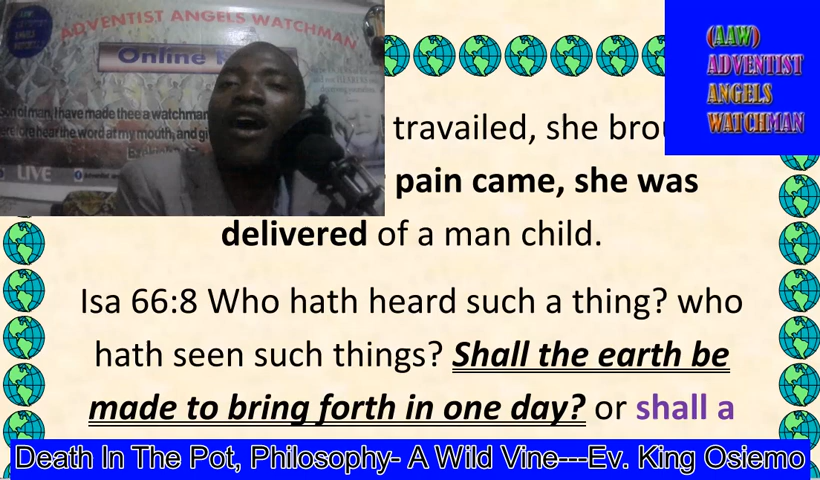 ADVENTIST ANGELS WATCHMAN
Online
son of man, I have made thee a watchman
hear the word at my mouth, and
LIVE
(AAW)
ADVENTIST
ANGELS
WATCHMAN
travailed, she
pain came, she was
delivered of a man child.
Isa 66:8 Who hath heard such a thing? who
hath seen such things? Shall the earth be
made to bring forth in one day? or shall a
Death In The Pot, Philosophy- A Wild Vine---Ev. King Osiemo